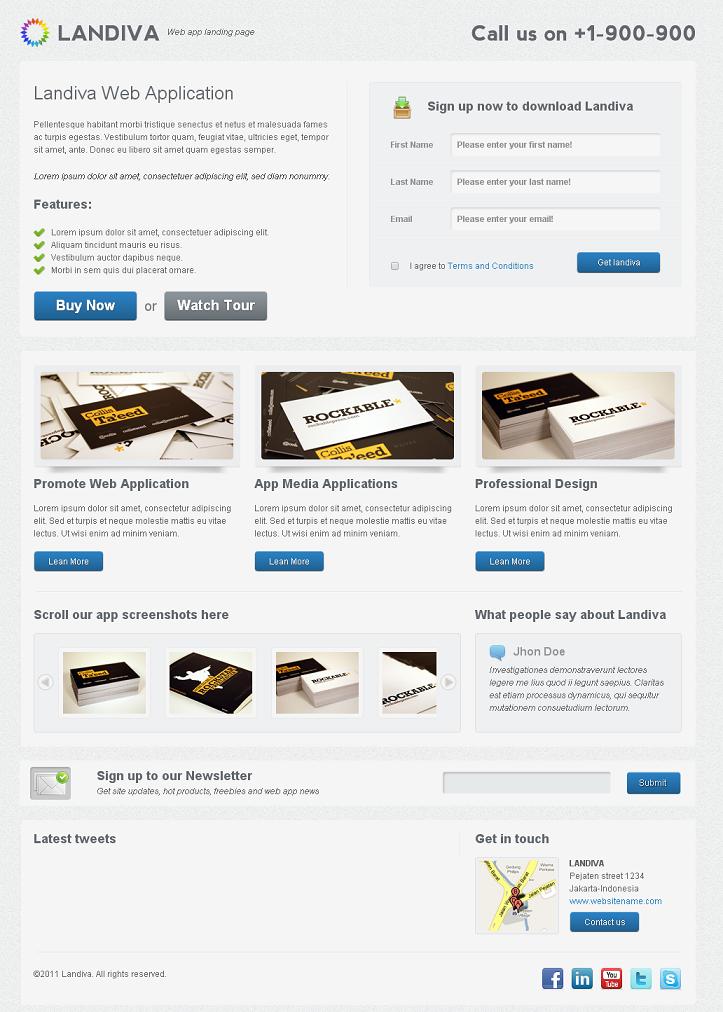 LANDIVA Web app landing page
Call us on +1-900-900
Landiva Web Application
Pellentesque habitant morbi tristique senectus et netus et malesuada fames
ac turpis egestas. Vestibulum tortor quam, feugiat vitae, ultricies eget, tempor
sit amet, ante. Donec eu libero sit amet quam egestas semper.
Lorem ipsum dolor sit amet, consectetuer adipiscing elit, sed diam nonummy.
Features:
Lorem ipsum dolor sit amet, consectetuer adipiscing elit.
Aliquam tincidunt mauris eu risus.
Vestibulum auctor dapibus neque.
Morbi in sem quis dui placerat ornare.
Buy Now or Watch Tour
Sign up now to download Landiva
First Name Please enter your first name!
Last Name Please enter your last name!
Email Please enter your email!
I agree to Terms and Conditions
Get landiva
Collis
Ta'eed
ROCKABLE
Collis
Ta'eed
ROCKABLE
Promote Web Application
Lorem ipsum dolor sit amet, consectetur adipiscing
elit. Sed et turpis et neque molestie mattis eu vitae
lectus. Ut wisi enim ad minim veniam.
Lean More
App Media Applications
Lorem ipsum dolor sit amet, consectetur adipiscing
elit. Sed et turpis et neque molestie mattis eu vitae
lectus. Ut wisi enim ad minim veniam.
Lean More
Professional Design
Lorem ipsum dolor sit amet, consectetur adipiscing
elit. Sed et turpis et neque molestie mattis eu vitae
lectus. Ut wisi enim ad minim veniam.
Lean More
Scroll our app screenshots here
ROCKABLE
ROCKABLE
What people say about Landiva
Jhon Doe
Investigationes demonstraverunt lectores
legere me lius quod ii legunt saepius. Claritas
est etiam processus dynamicus, qui sequitur
mutationem consuetudium lectorum.
Sign up to our Newsletter
Get site updates, hot products, freebies and web app news
Submit
Latest tweets
Get in touch
LANDIVA
Pejaten street 1234
Jakarta-Indonesia
www.websitename.com
Contact us
©2011 Landiva. All rights reserved.
f in You Tube t S